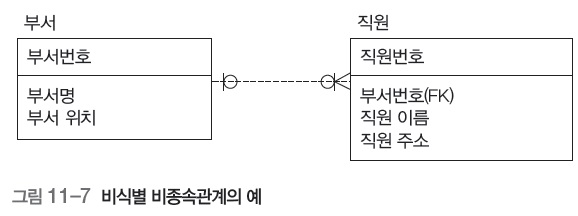 부서
부서번호
부서명
부서 위치
직원
직원번호
부서번호(FK)
직원 이름
직원 주소
그림 11-7 비식별 비종속관계의 예